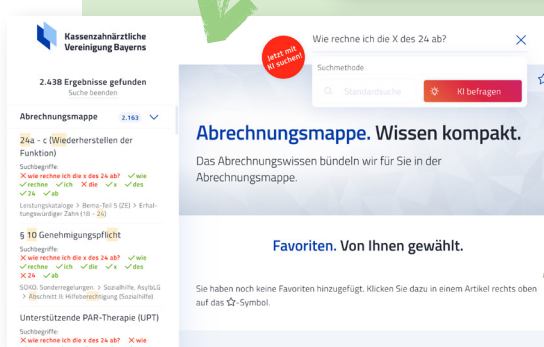 Kassenzahnärztliche
Vereinigung Bayerns
2.438 Ergebnisse gefunden
Suche beenden
Abrechnungsmappe 2.163
24a - c (Wiederherstellen der
Funktion)
Suchbegriffe:
wie rechne ich die x des 24 ab? wie
rechne ich die x des
24 ab
Leistungskataloge > Bema-Teil 5 (ZE) > Erhal-
tungswürdiger Zahn (18 - 24)
§ 10 Genehmigungspflicht
Suchbegriffe:
wie rechne ich die x des 24 ab? wie
rechne ich die x des
24 ab
SOKO. Sonderregelungen. > Sozialhilfe, AsylbLG
> Abschnitt II: Hilfeberechtigung (Sozialhilfe)
Unterstützende PAR-Therapie (UPT)
Suchbegriffe:
wie rechne ich die x des 24 ab? wie
Jetzt mit
KI suchen!
Wie rechne ich die X des 24 ab?
Suchmethode
Standardsuche
KI befragen
Abrechnungsmappe. Wissen kompakt.
Das Abrechnungswissen bündeln wir für Sie in der
Abrechnungsmappe.
Favoriten. Von Ihnen gewählt.
Sie haben noch keine Favoriten hinzugefügt. Klicken Sie dazu in einem Artikel rechts oben
auf das ☆-Symbol.